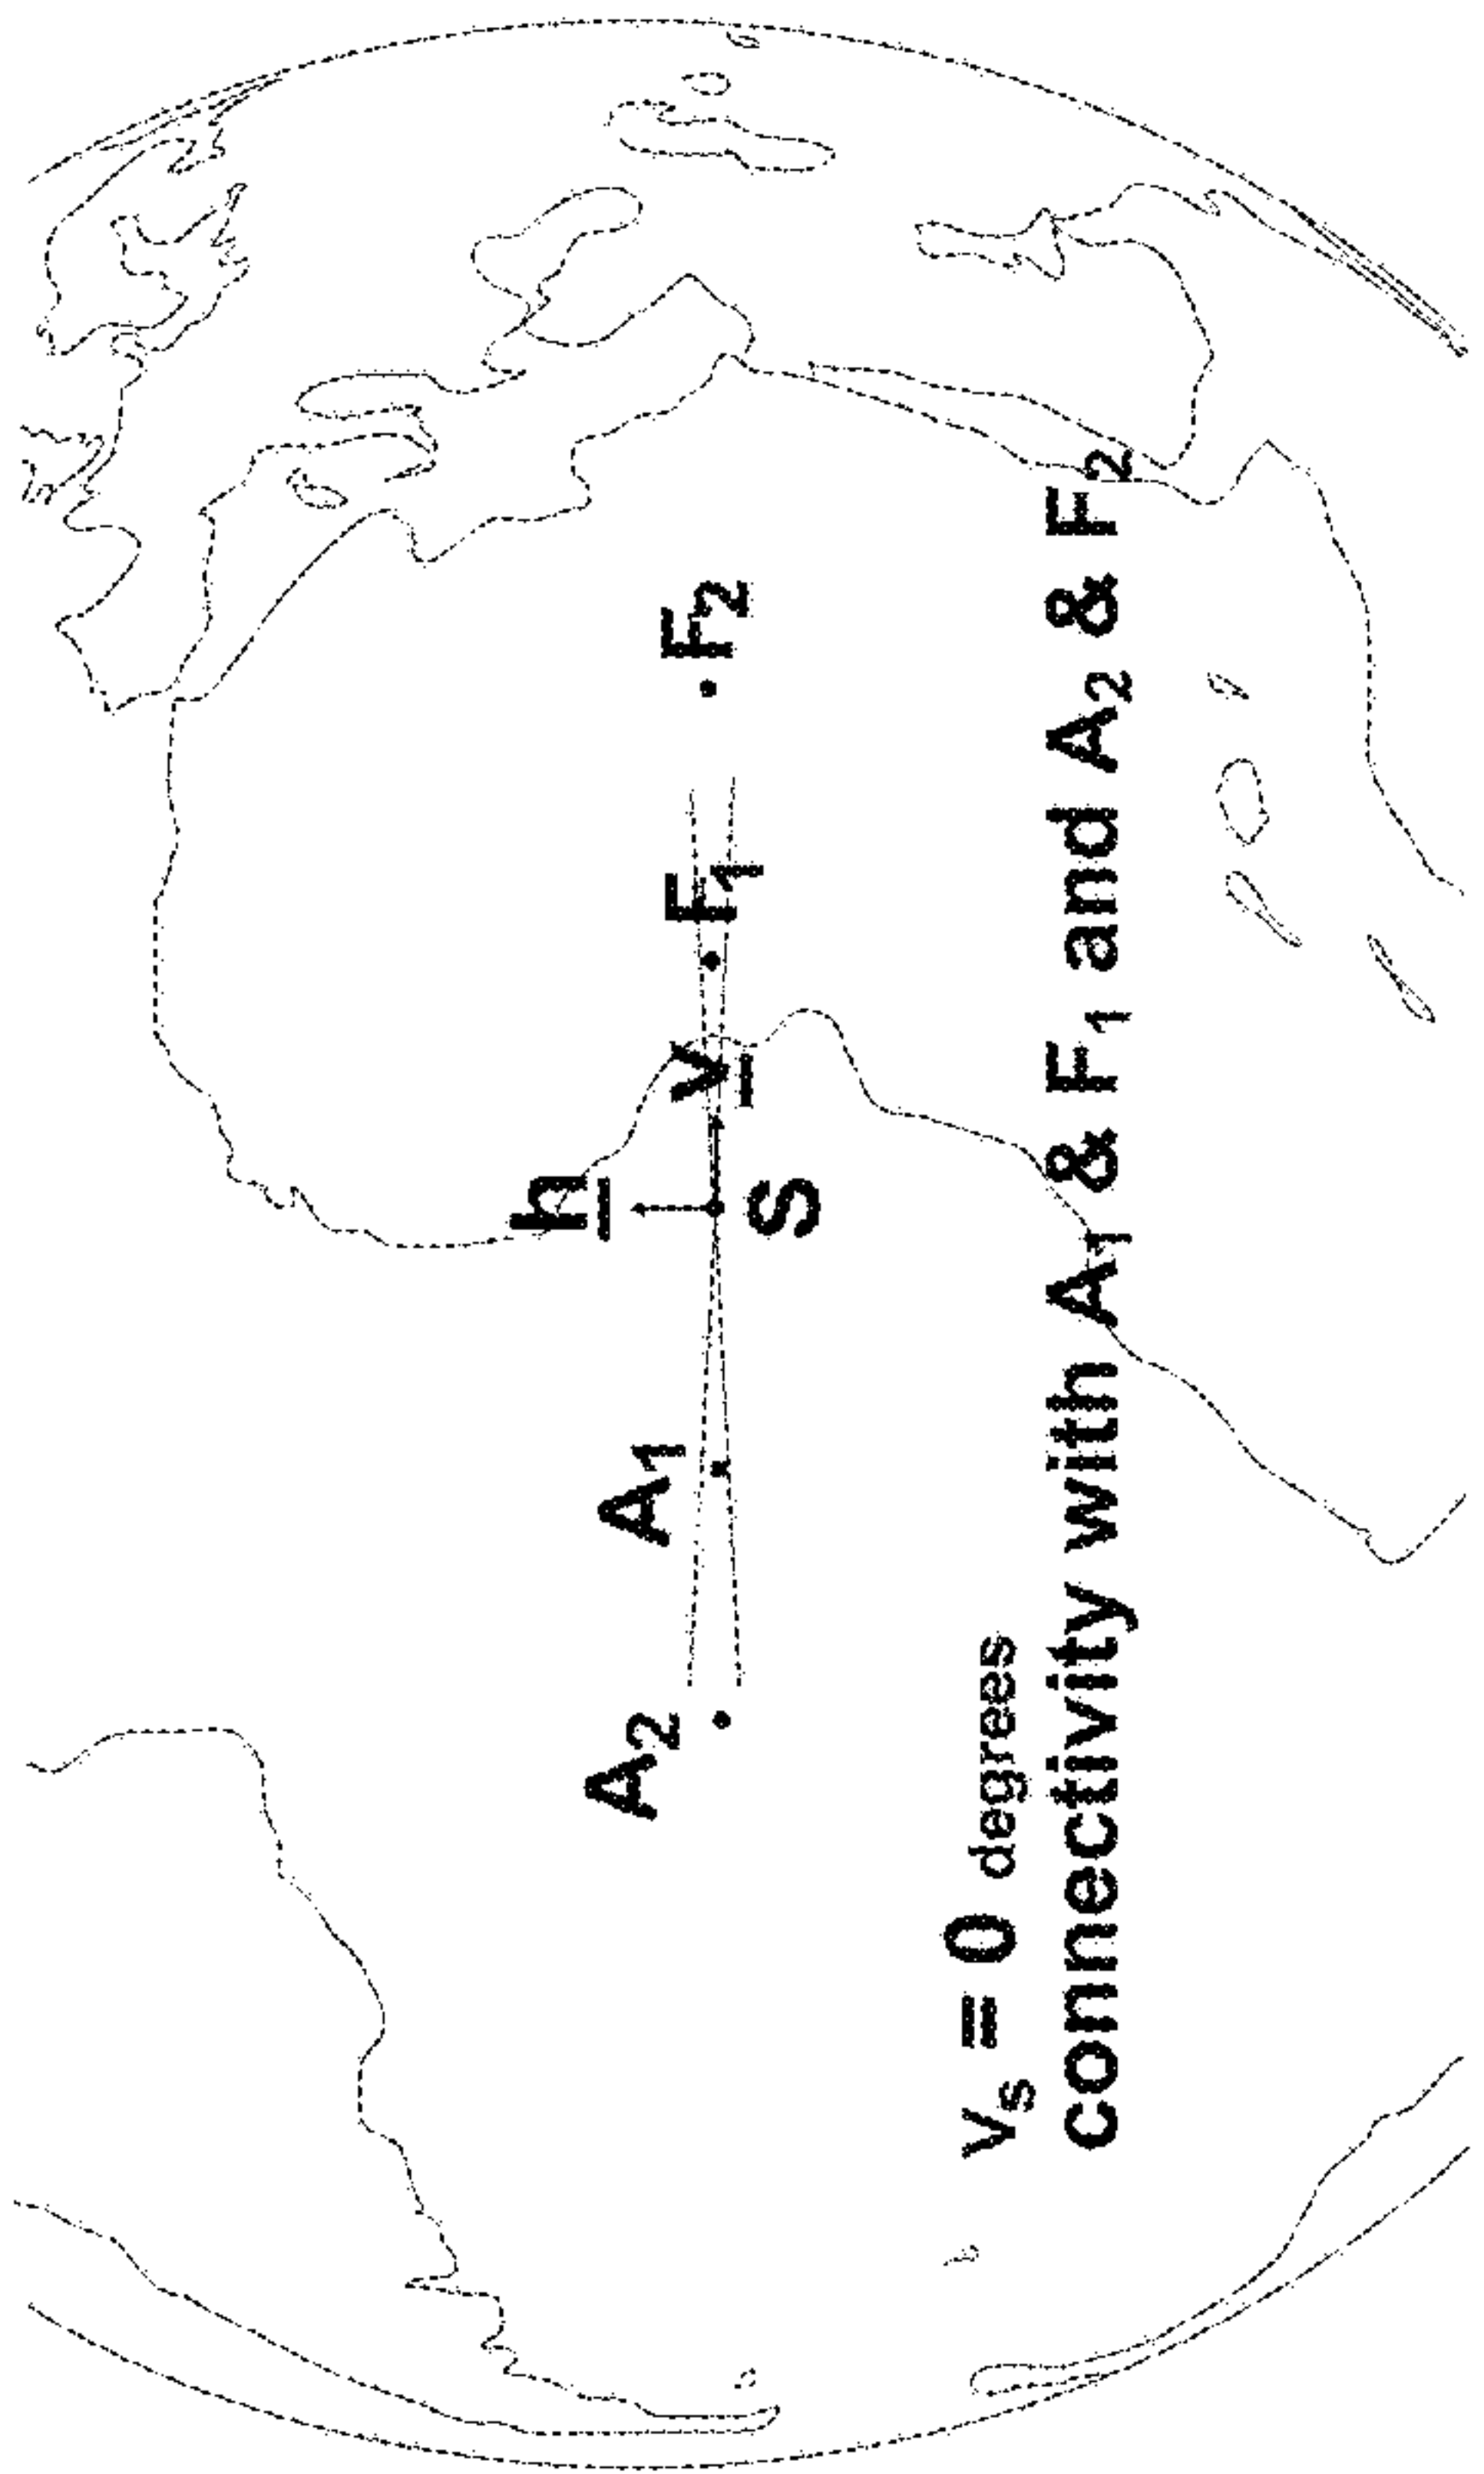 h
A₂
A₁
v
F₁
F₂
S
vₛ = 0 degrees
connectivity with A₁ & F₁ and A₂ & F₂